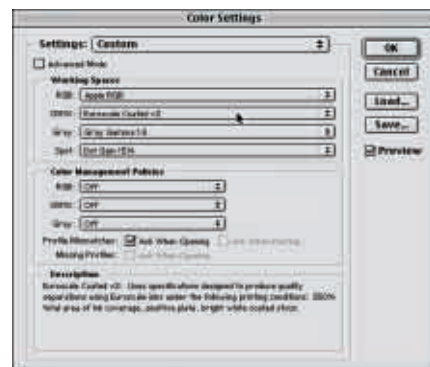 Color Settings
Settings: Custom
Advanced Mode
Working Spaces
RGB: Apple RGB
CMYK: Euroscale Coated v2
Gray: Gray Gamma 1.8
Spot: Dot Gain 15%
Color Management Policies
RGB: Off
CMYK: Off
Gray: Off
Profile Mismatches: Ask When Opening Ask When Pasting
Missing Profiles: Ask When Opening
Description
Euroscale Coated v2: Uses specifications designed to produce quality
separations using Euroscale inks under the following printing conditions: 350%
total area of ink coverage, positive plate, bright white coated stock.
OK
Cancel
Load...
Save...
Preview